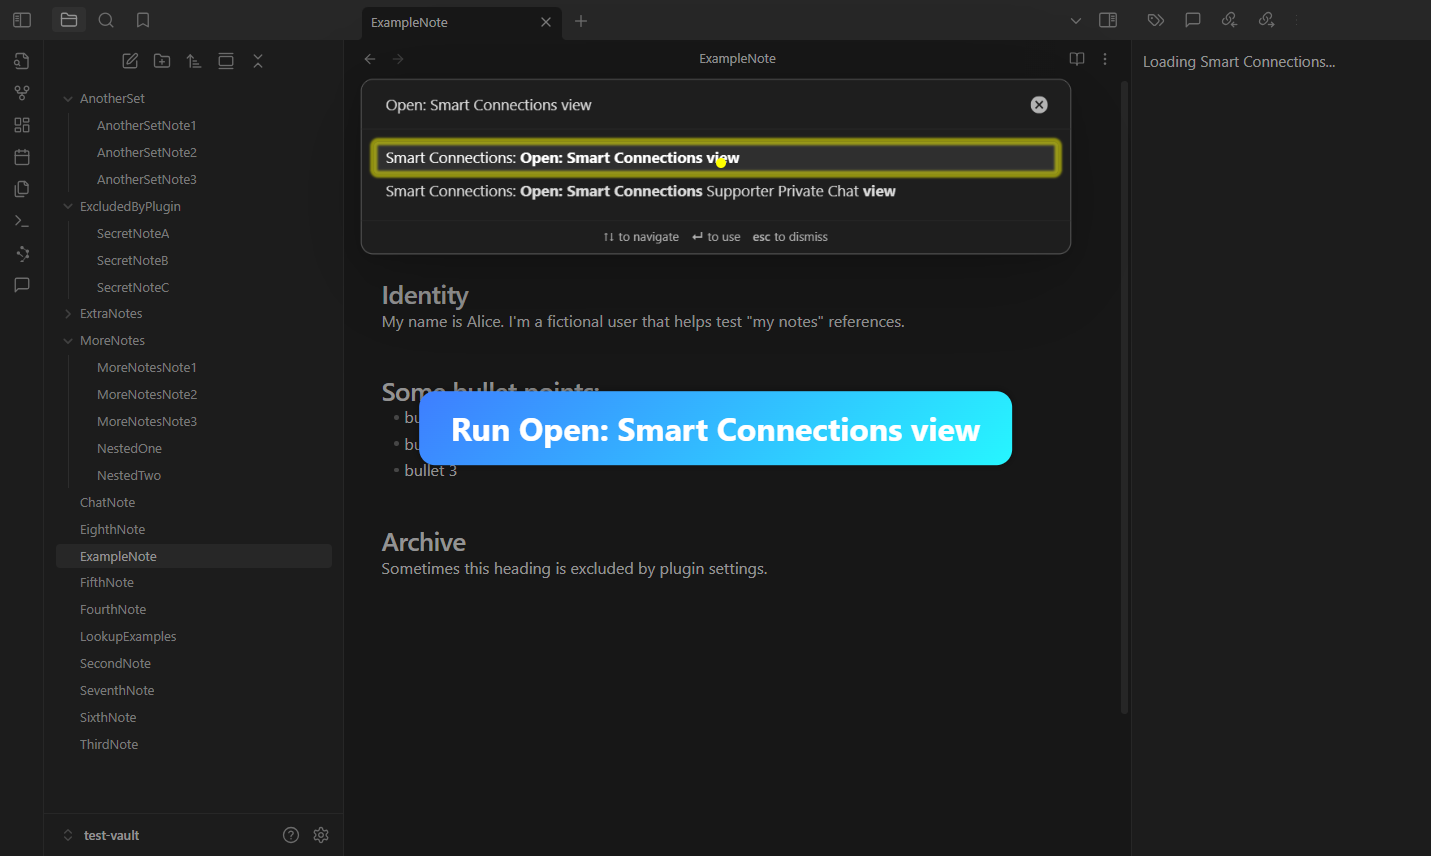 ExampleNote
ExampleNote
Loading Smart Connections...
Open: Smart Connections view
Smart Connections: Open: Smart Connections view
Smart Connections: Open: Smart Connections Supporter Private Chat view
↑↓ to navigate ↵ to use esc to dismiss
AnotherSet
AnotherSetNote1
AnotherSetNote2
AnotherSetNote3
ExcludedByPlugin
SecretNoteA
SecretNoteB
SecretNoteC
ExtraNotes
MoreNotes
MoreNotesNote1
MoreNotesNote2
MoreNotesNote3
NestedOne
NestedTwo
ChatNote
EighthNote
ExampleNote
FifthNote
FourthNote
LookupExamples
SecondNote
SeventhNote
SixthNote
ThirdNote
test-vault
Identity
My name is Alice. I'm a fictional user that helps test "my notes" references.
Some bullet points:
Run Open: Smart Connections view
bullet 3
Archive
Sometimes this heading is excluded by plugin settings.